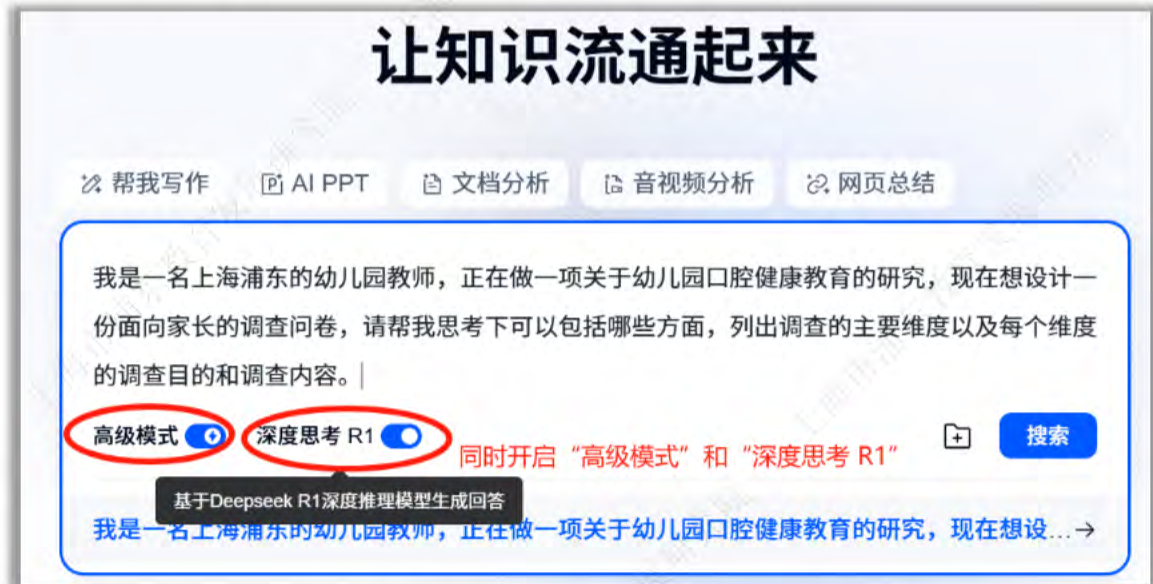 让知识流通起来
帮我写作 AI PPT 文档分析 音视频分析 网页总结
我是一名上海浦东的幼儿园教师，正在做一项关于幼儿园口腔健康教育的研究，现在想设计一
份面向家长的调查问卷，请帮我思考下可以包括哪些方面，列出调查的主要维度以及每个维度
的调查目的和调查内容。
高级模式 深度思考 R1 同时开启“高级模式”和“深度思考 R1” 搜索
基于Deepseek R1深度推理模型生成回答
我是一名上海浦东的幼儿园教师，正在做一项关于幼儿园口腔健康教育的研究，现在想设…→